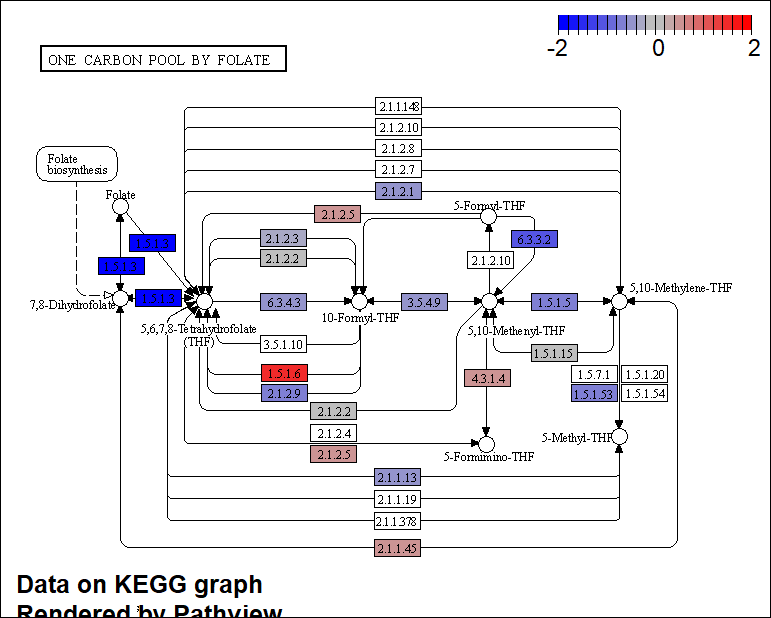 -2 0 2
ONE CARBON POOL BY FOLATE
2.1.1.148
2.1.2.10
2.1.2.8
2.1.2.7
2.1.2.1
Folate
biosynthesis
Folate
5-Formyl-THF
2.1.2.5
1.5.1.3
2.1.2.3
6.3.3.2
2.1.2.2
2.1.2.10
1.5.1.3
5,10-Methylene-THF
7,8-Dihydrofolate
1.5.1.3
6.3.4.3
3.5.4.9
1.5.1.5
10-Formyl-THF
5,6,7,8-Tetrahydrofolate
(THF)
5,10-Methenyl-THF
3.5.1.10
1.5.1.15
1.5.1.6
4.3.1.4
1.5.7.1
1.5.1.20
2.1.2.9
1.5.1.53
1.5.1.54
2.1.2.2
2.1.2.4
5-Methyl-THF
2.1.2.5
5-Formimino-THF
2.1.1.13
2.1.1.19
2.1.1.378
2.1.1.45
Data on KEGG graph
Rendered by Pathview